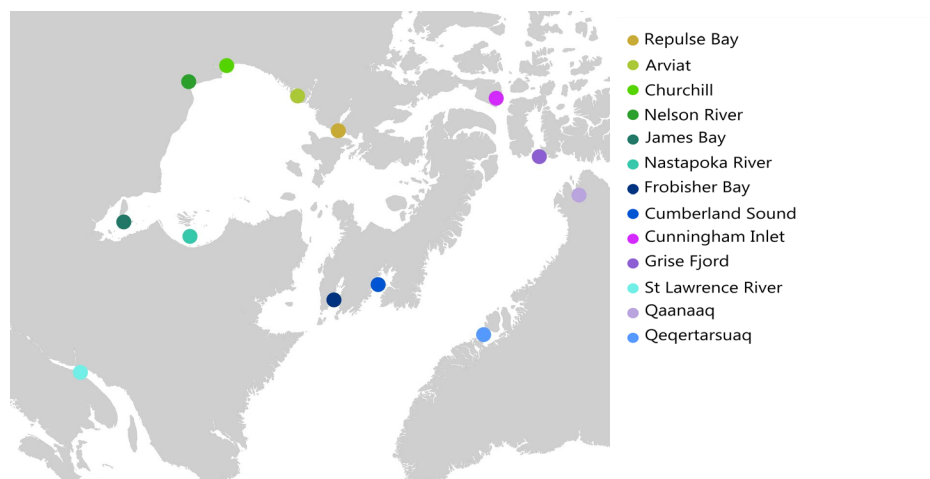 Repulse Bay
Arviat
Churchill
Nelson River
James Bay
Nastapoka River
Frobisher Bay
Cumberland Sound
Cunningham Inlet
Grise Fjord
St Lawrence River
Qaanaaq
Qeqertarsuaq